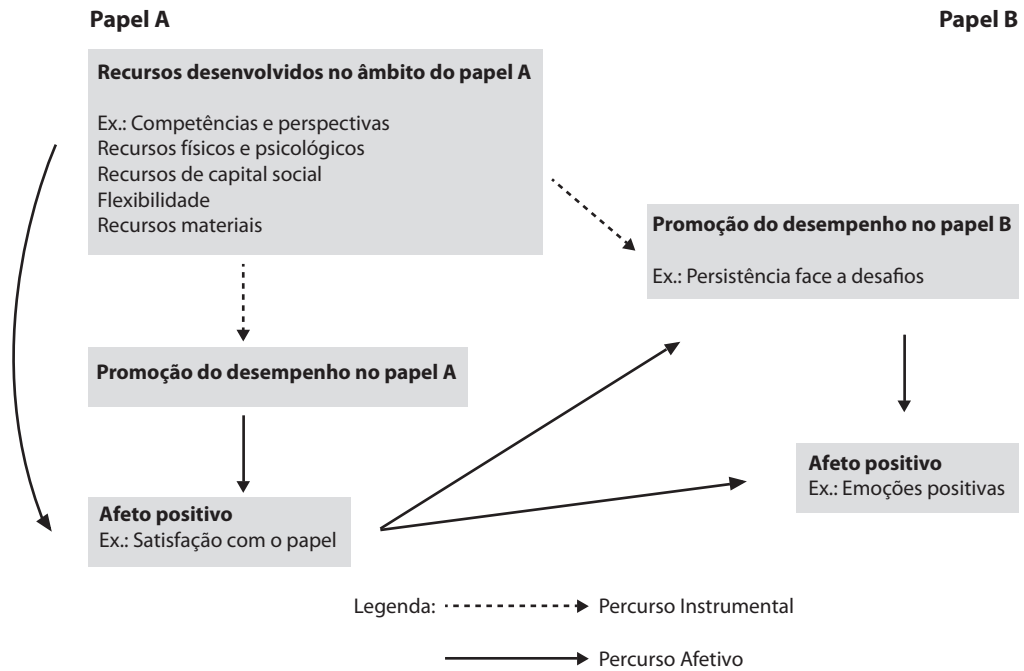 Papel A
Papel B
Recursos desenvolvidos no âmbito do papel A
Ex.: Competências e perspectivas
Recursos físicos e psicológicos
Recursos de capital social
Flexibilidade
Recursos materiais
Promoção do desempenho no papel B
Ex.: Persistência face a desafios
Promoção do desempenho no papel A
Afeto positivo
Ex.: Emoções positivas
Afeto positivo
Ex.: Satisfação com o papel
Legenda:
Percurso Instrumental
Percurso Afetivo